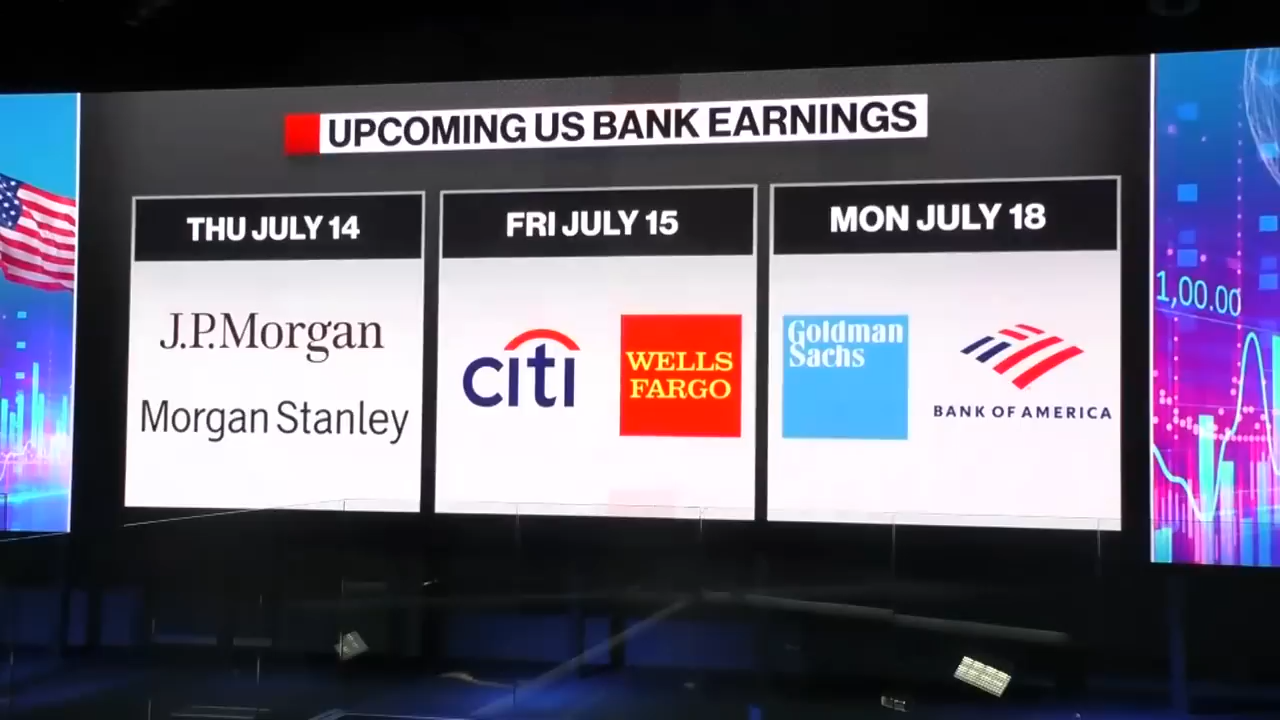 UPCOMING US BANK EARNINGS
THU JULY 14
J.P.Morgan
Morgan Stanley
FRI JULY 15
citi
WELLS
FARGO
MON JULY 18
Goldman
Sachs
BANK OF AMERICA
1,00.00